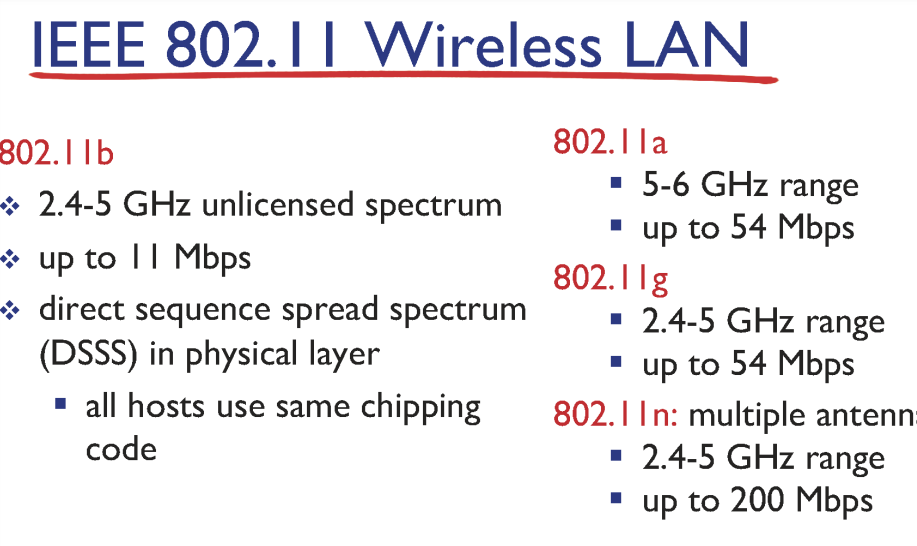 IEEE 802.11 Wireless LAN
802.11b
2.4-5 GHz unlicensed spectrum
up to 11 Mbps
direct sequence spread spectrum
(DSSS) in physical layer
all hosts use same chipping
code
802.11a
5-6 GHz range
up to 54 Mbps
802.11g
2.4-5 GHz range
up to 54 Mbps
802.11n: multiple antenn
2.4-5 GHz range
up to 200 Mbps